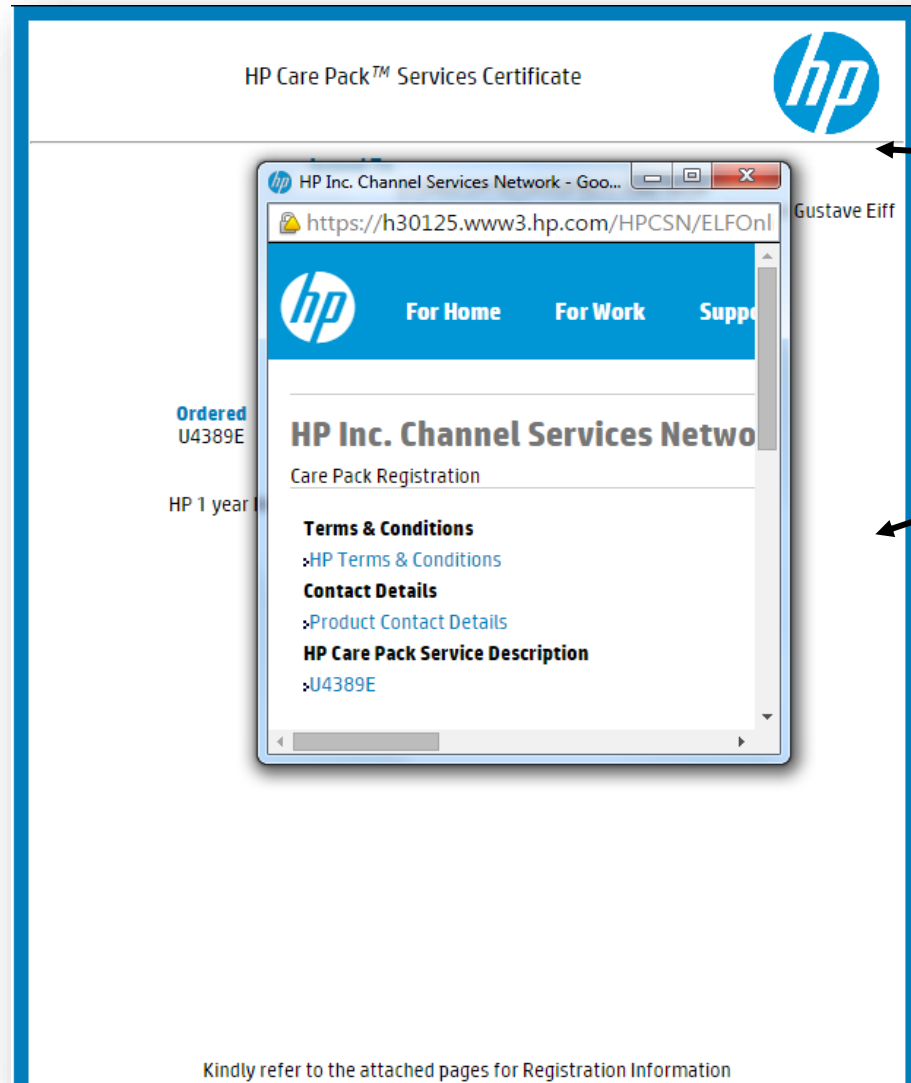 HP Care Pack™ Services Certificate
hp
HP Inc. Channel Services Network - Goo...
Gustave Eiff
https://h30125.www3.hp.com/HPCSN/ELFOnl
hp
For Home For Work Suppo
Ordered
U4389E
HP Inc. Channel Services Netwo
Care Pack Registration
HP 1 year
Terms & Conditions
HP Terms & Conditions
Contact Details
Product Contact Details
HP Care Pack Service Description
U4389E
Kindly refer to the attached pages for Registration Information